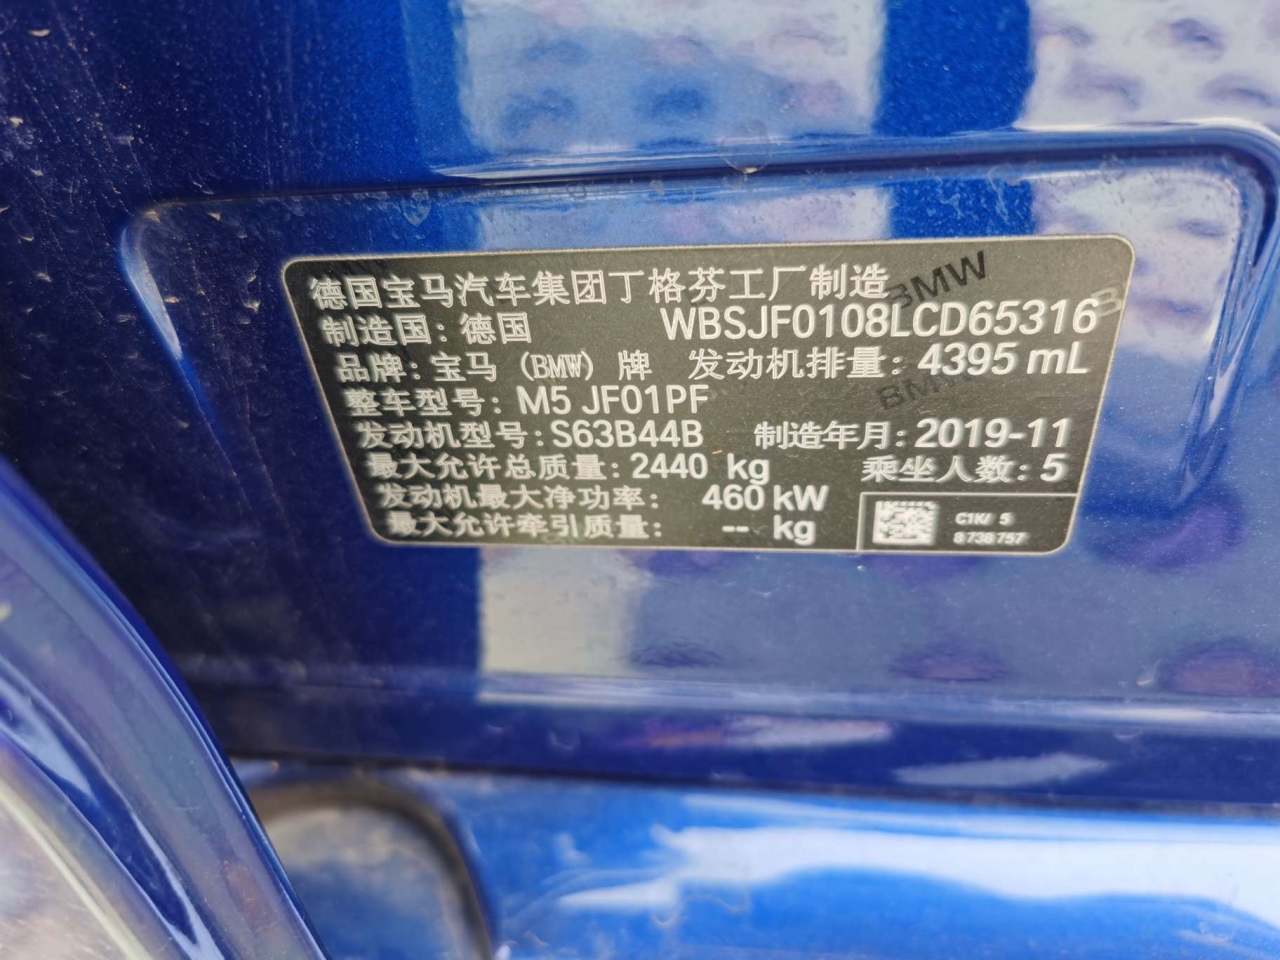 德国宝马汽车集团丁格芬工厂制造
制造国：德国 WBSJF0108LCD65316
品牌：宝马 (BMW) 牌 发动机排量：4395 mL
整车型号：M5 JF01PF
发动机型号：S63B44B 制造年月：2019-11
最大允许总质量：2440 kg 乘坐人数：5
发动机最大净功率： 460 kW
最大允许牵引质量： -- kg
C1K/ 5
8738757
BMW
BMW